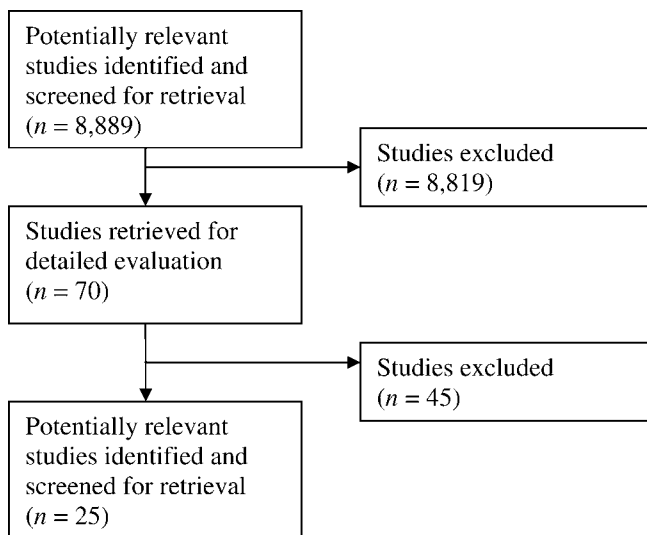 Potentially relevant
studies identified and
screened for retrieval
(n = 8,889)
Studies excluded
(n = 8,819)
Studies retrieved for
detailed evaluation
(n = 70)
Studies excluded
(n = 45)
Potentially relevant
studies identified and
screened for retrieval
(n = 25)